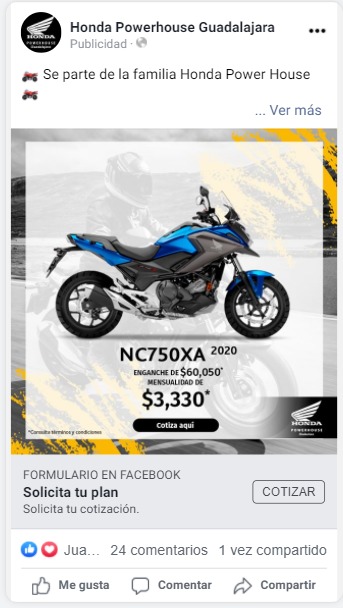 Honda Powerhouse Guadalajara
Publicidad ·
Se parte de la familia Honda Power House
... Ver más
NC750XA 2020
ENGANCHE DE $60,050*
MENSUALIDAD DE
$3,330*
Cotiza aquí
*Consulta términos y condiciones
HONDA
POWERHOUSE
FORMULARIO EN FACEBOOK
Solicita tu plan
Solicita tu cotización.
COTIZAR
Jua... 24 comentarios 1 vez compartido
Me gusta Comentar Compartir